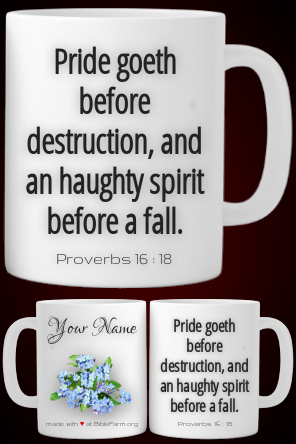 Pride goeth
before
destruction, and
an haughty spirit
before a fall.
Proverbs 16 : 18
Your Name
made with ♥ at BibleFarm.org
Pride goeth
before
destruction, and
an haughty spirit
before a fall.
Proverbs 16 : 18